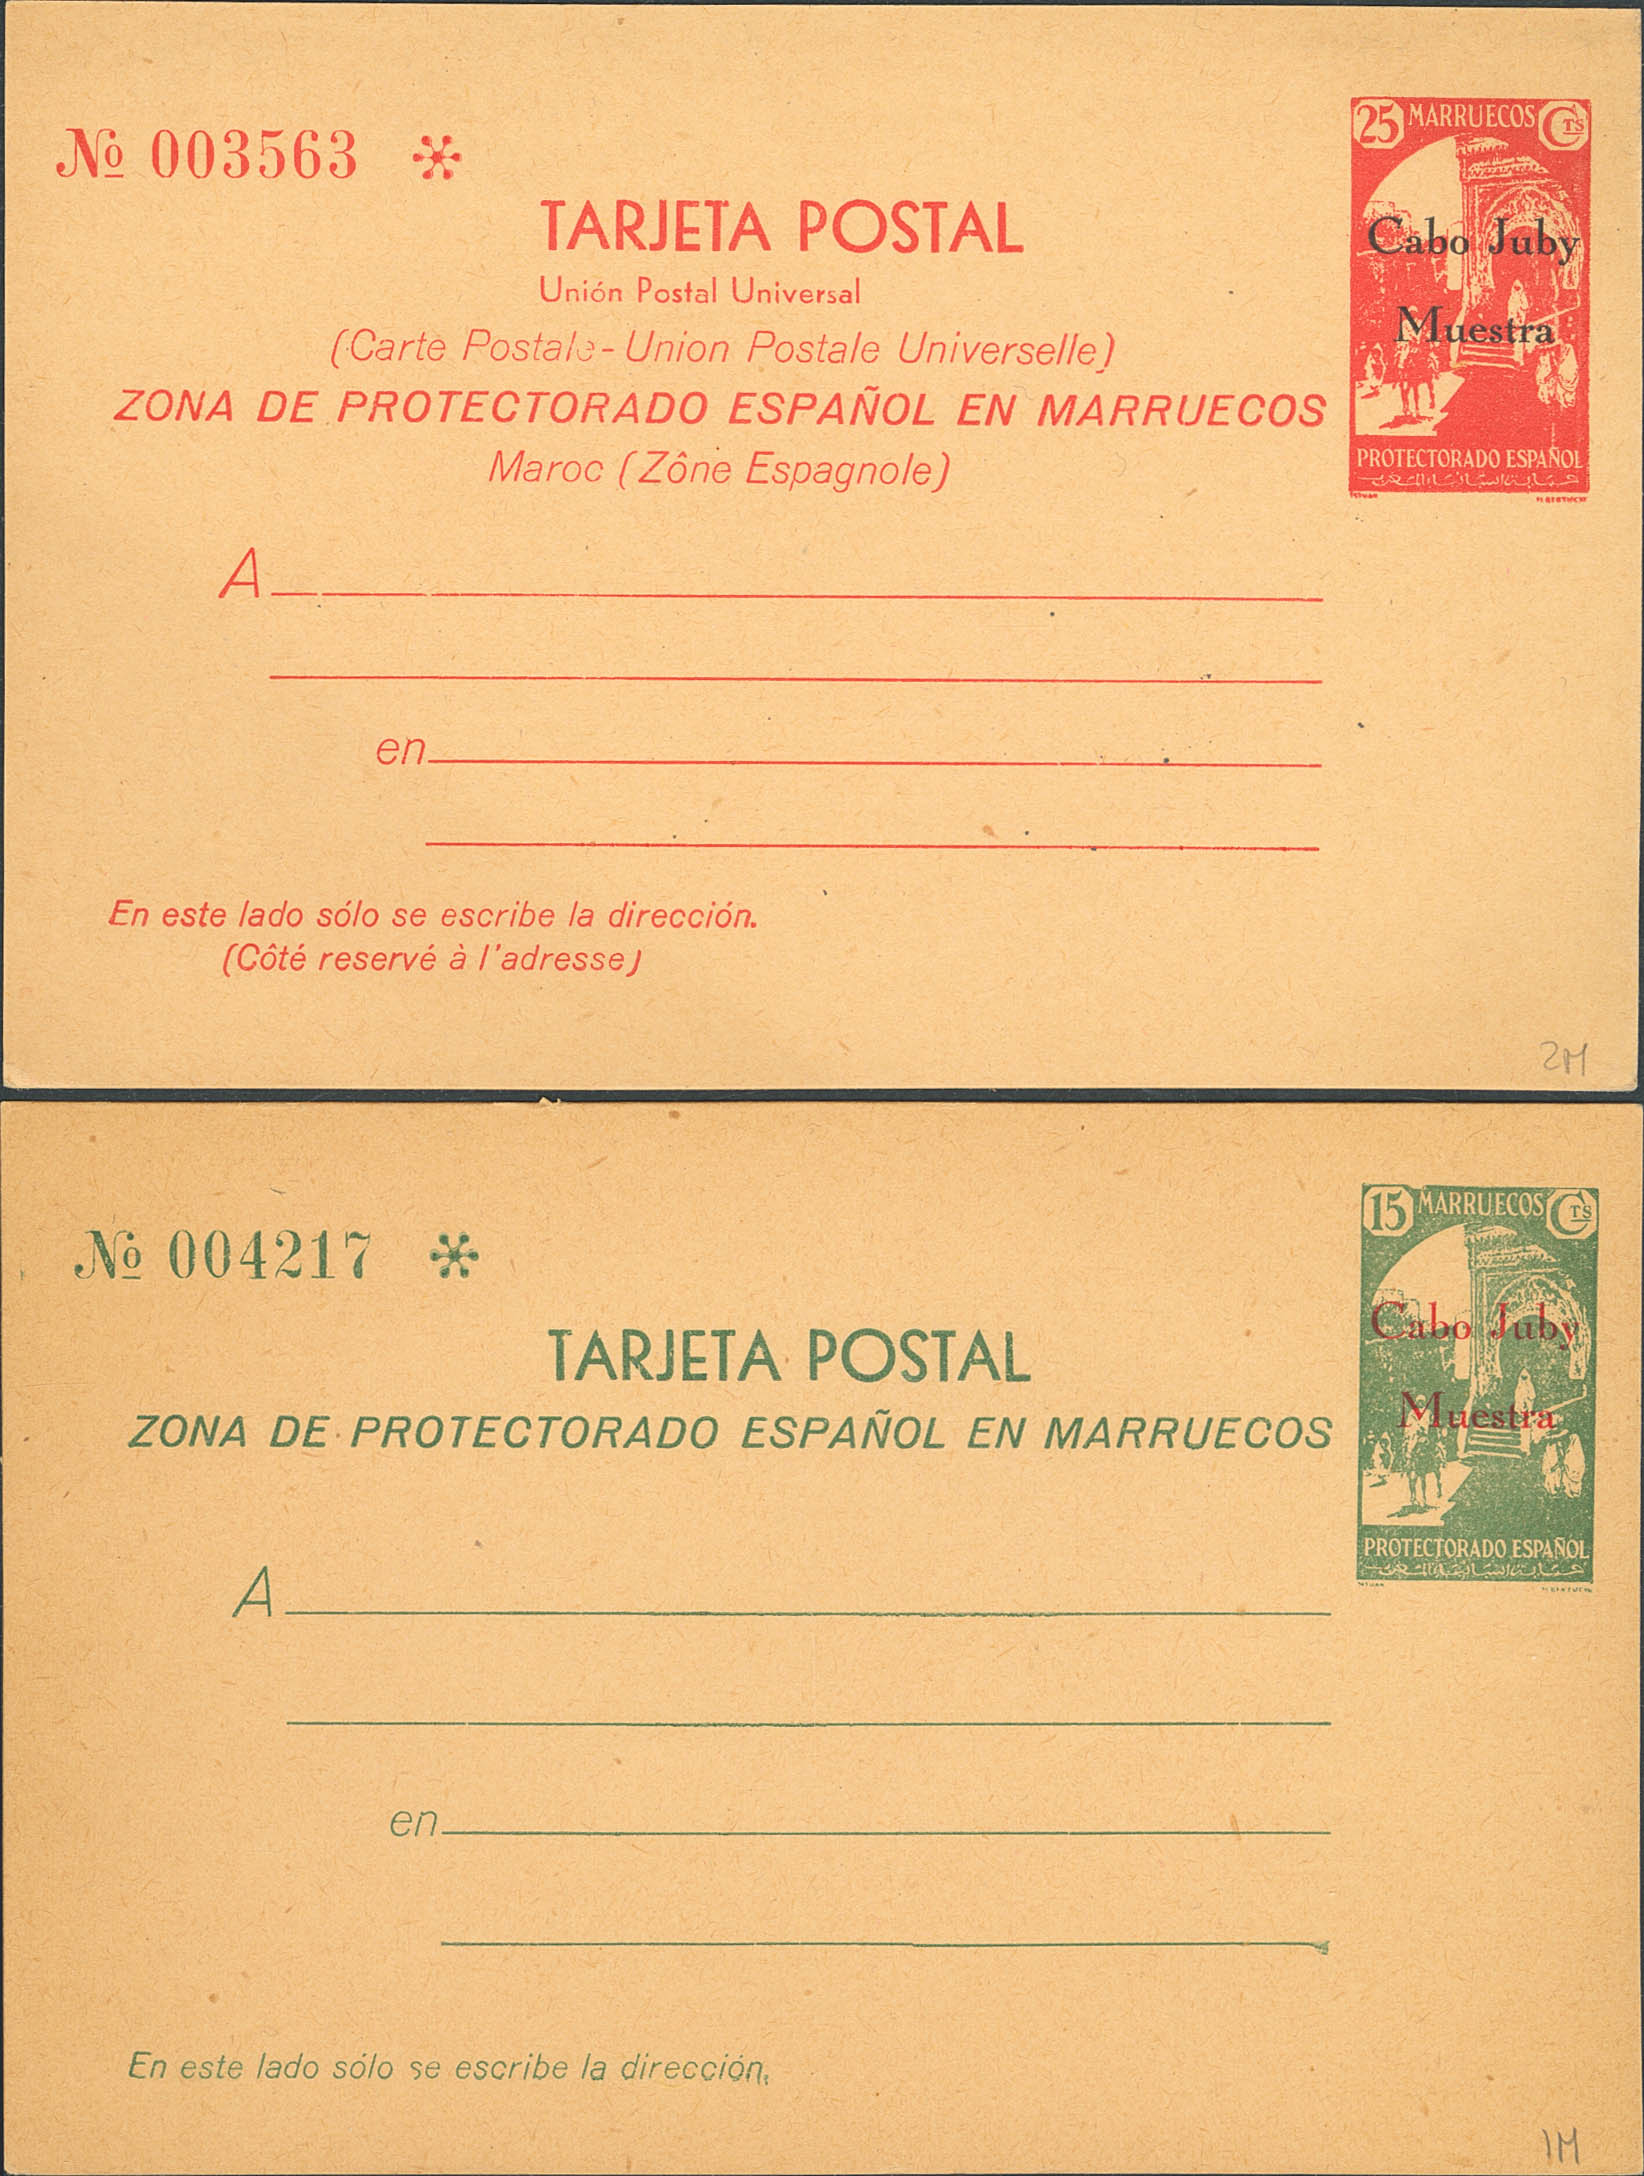 Nº 003563 *
25 MARRUECOS Cts
TARJETA POSTAL
Cabo Juby
Unión Postal Universal
Muestra
(Carte Postale - Union Postale Universelle)
ZONA DE PROTECTORADO ESPAÑOL EN MARRUECOS
PROTECTORADO ESPAÑOL
Maroc (Zône Espagnole)
M. BERTUCHI
A
en
En este lado sólo se escribe la dirección.
(Côté reservé à l'adresse)
2M
Nº 004217 *
15 MARRUECOS Cts
Cabo Juby
TARJETA POSTAL
Muestra
ZONA DE PROTECTORADO ESPAÑOL EN MARRUECOS
PROTECTORADO ESPAÑOL
M. BERTUCHI
A
en
En este lado sólo se escribe la dirección.
1M